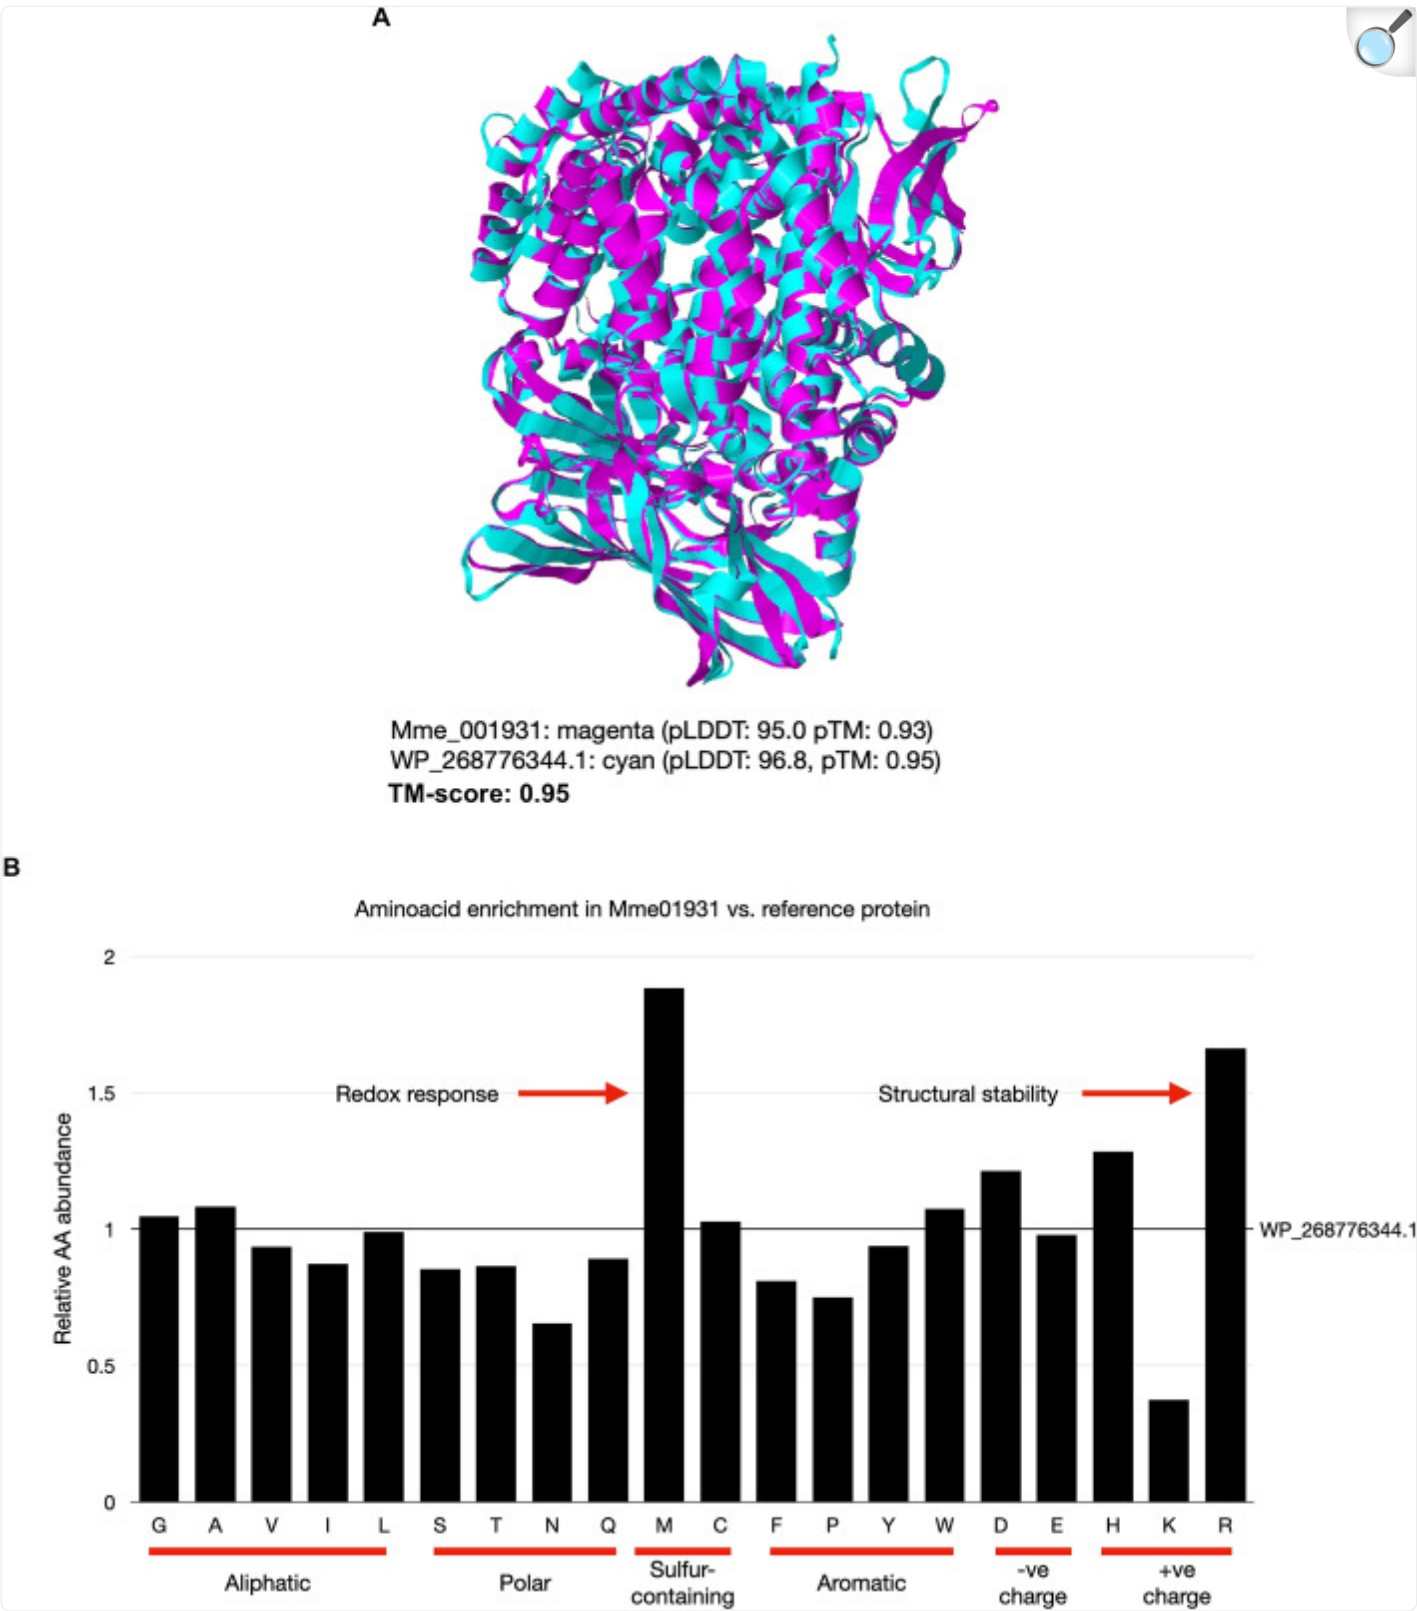 A
Mme_001931: magenta (pLDDT: 95.0 pTM: 0.93)
WP_268776344.1: cyan (pLDDT: 96.8, pTM: 0.95)
TM-score: 0.95
B
Aminoacid enrichment in Mme01931 vs. reference protein
Relative AA abundance
2
1.5
1
0.5
0
Redox response
Structural stability
WP_268776344.1
G A V I L S T N Q M C F P Y W D E H K R
Aliphatic
Polar
Sulfur-
containing
Aromatic
-ve
charge
+ve
charge